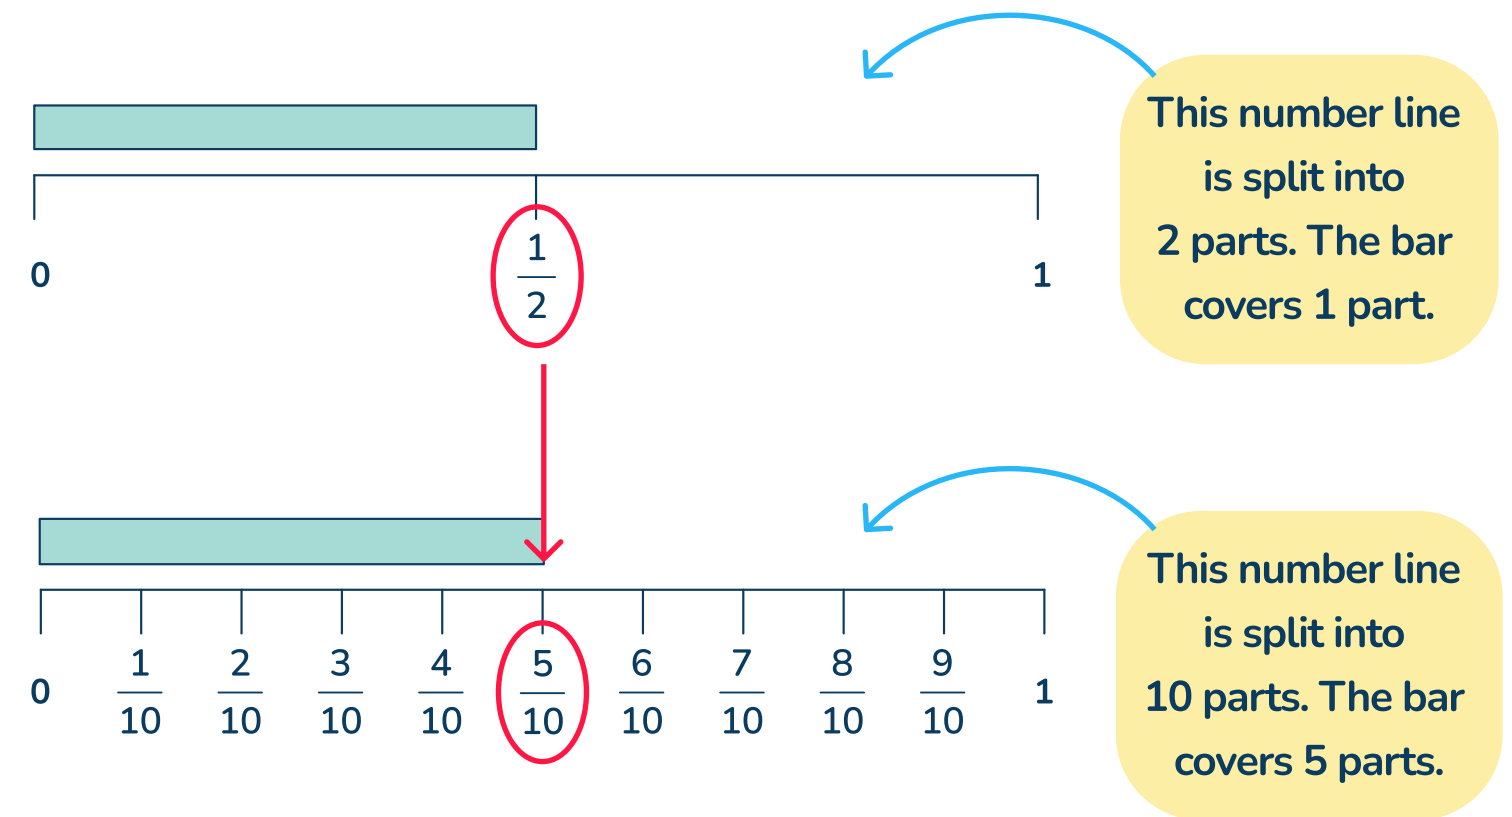 This number line
is split into
2 parts. The bar
covers 1 part.
0
1
2
1
This number line
is split into
10 parts. The bar
covers 5 parts.
0 1 2 3 4 5 6 7 8 9 1
10 10 10 10 10 10 10 10 10